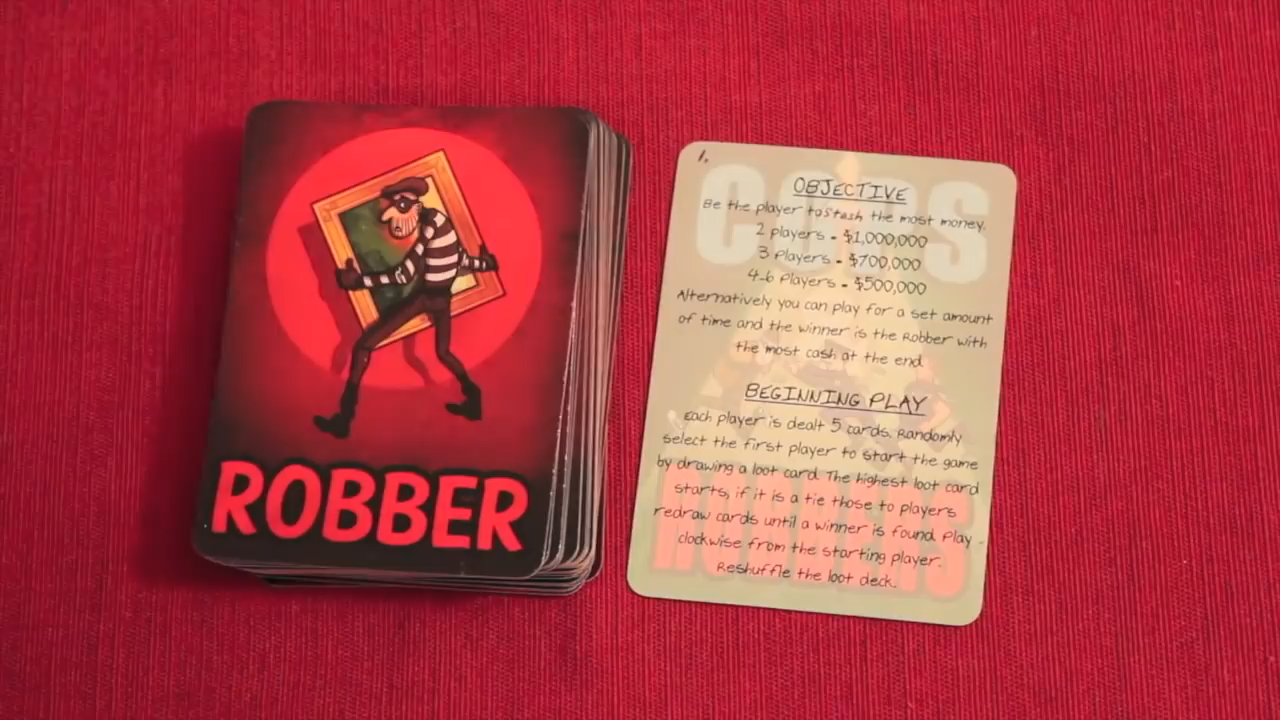 ROBBER
1.
COPS
OBJECTIVE
Be the player to stash the most money.
2 players - $1,000,000
3 players - $700,000
4-6 players - $500,000
Alternatively you can play for a set amount
of time and the winner is the Robber with
the most cash at the end
BEGINNING PLAY
Each player is dealt 5 cards. Randomly
select the first player to start the game
by drawing a loot card. The highest loot card
starts, if it is a tie those to players
redraw cards until a winner is found. Play -
clockwise from the starting player.
Reshuffle the loot deck.
ROBBERS